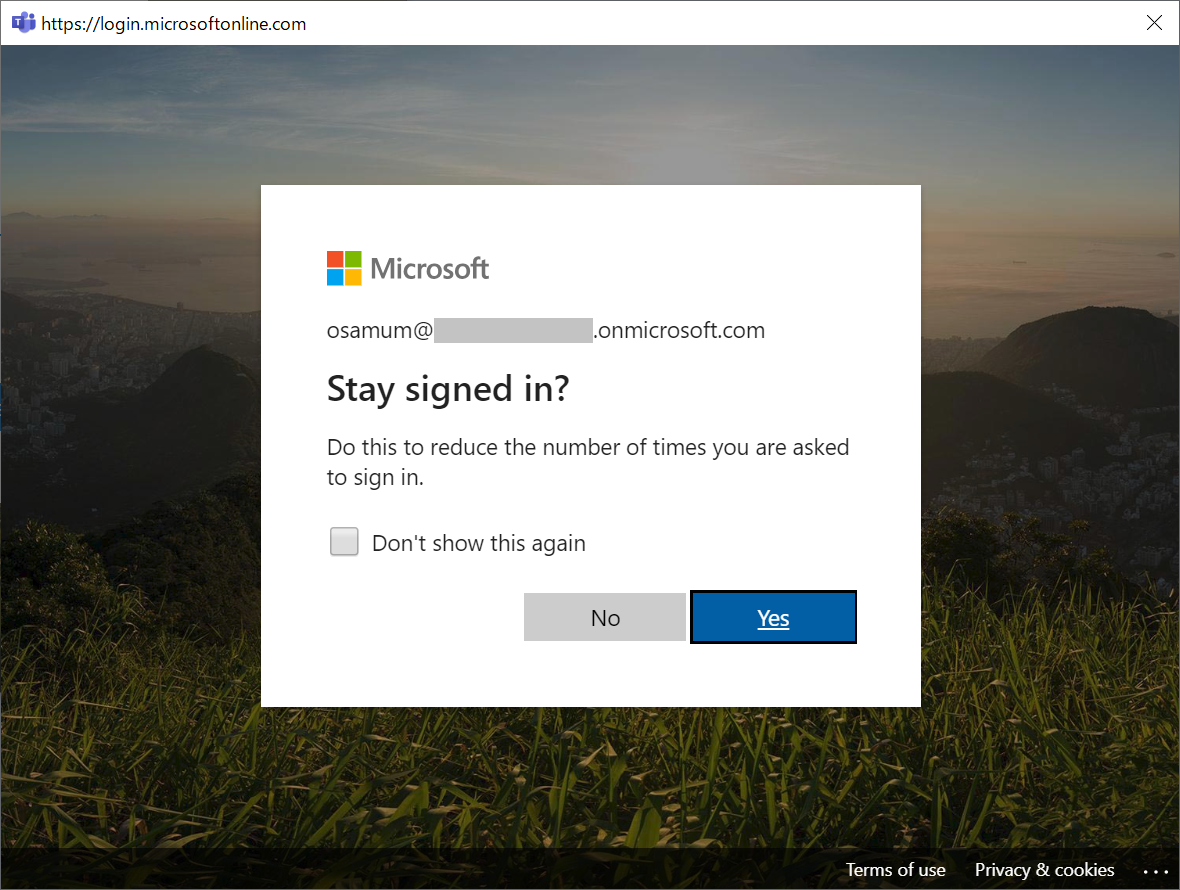 https://login.microsoftonline.com
Microsoft
osamum@ .onmicrosoft.com
Stay signed in?
Do this to reduce the number of times you are asked
to sign in.
Don't show this again
No Yes
Terms of use Privacy & cookies ...